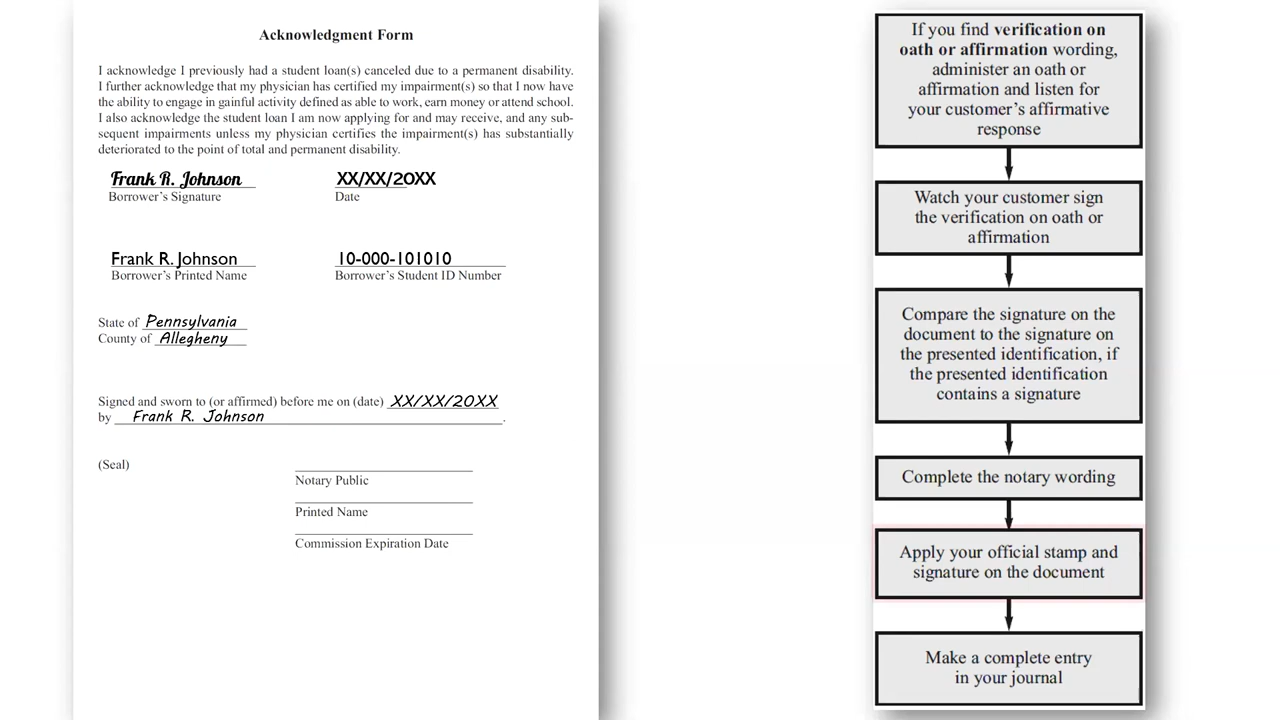 Acknowledgment Form
I acknowledge I previously had a student loan(s) canceled due to a permanent disability.
I further acknowledge that my physician has certified my impairment(s) so that I now have
the ability to engage in gainful activity defined as able to work, earn money or attend school.
I also acknowledge the student loan I am now applying for and may receive, and any sub-
sequent impairments unless my physician certifies the impairment(s) has substantially
deteriorated to the point of total and permanent disability.
Frank R. Johnson XX/XX/20XX
Borrower's Signature Date
Frank R. Johnson 10-000-101010
Borrower's Printed Name Borrower's Student ID Number
State of Pennsylvania
County of Allegheny
Signed and sworn to (or affirmed) before me on (date) XX/XX/20XX
by Frank R. Johnson.
(Seal)
Notary Public
Printed Name
Commission Expiration Date
If you find verification on
oath or affirmation wording,
administer an oath or
affirmation and listen for
your customer's affirmative
response
Watch your customer sign
the verification on oath or
affirmation
Compare the signature on the
document to the signature on
the presented identification, if
the presented identification
contains a signature
Complete the notary wording
Apply your official stamp and
signature on the document
Make a complete entry
in your journal